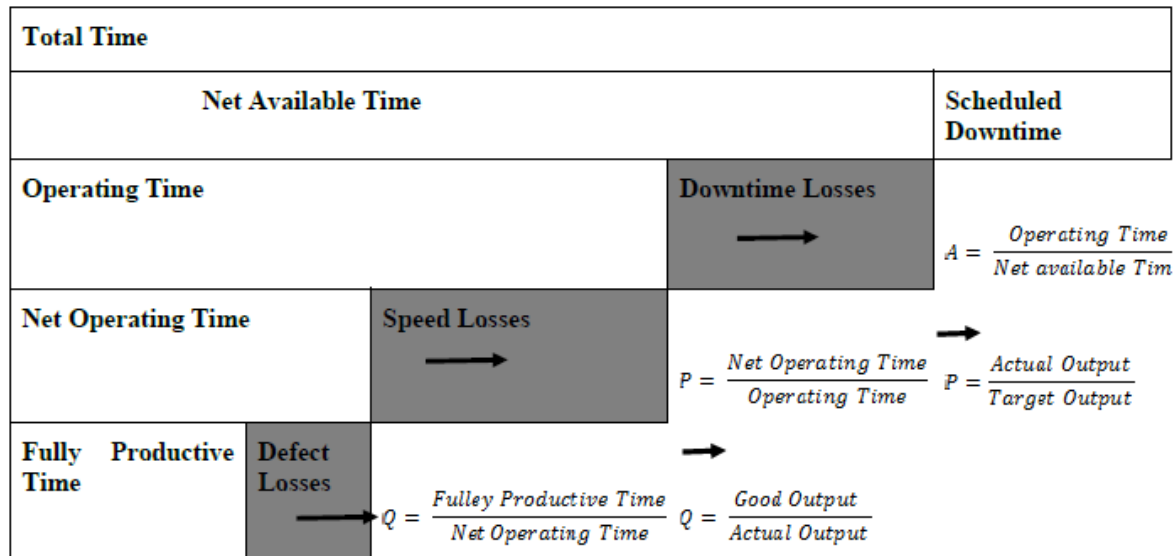 Total Time
Net Available Time
Scheduled
Downtime
Operating Time
Downtime Losses
A = Operating Time / Net available Tim
Net Operating Time
Speed Losses
P = Net Operating Time / Operating Time
P = Actual Output / Target Output
Fully Productive
Time
Defect
Losses
Q = Fulley Productive Time / Net Operating Time
Q = Good Output / Actual Output